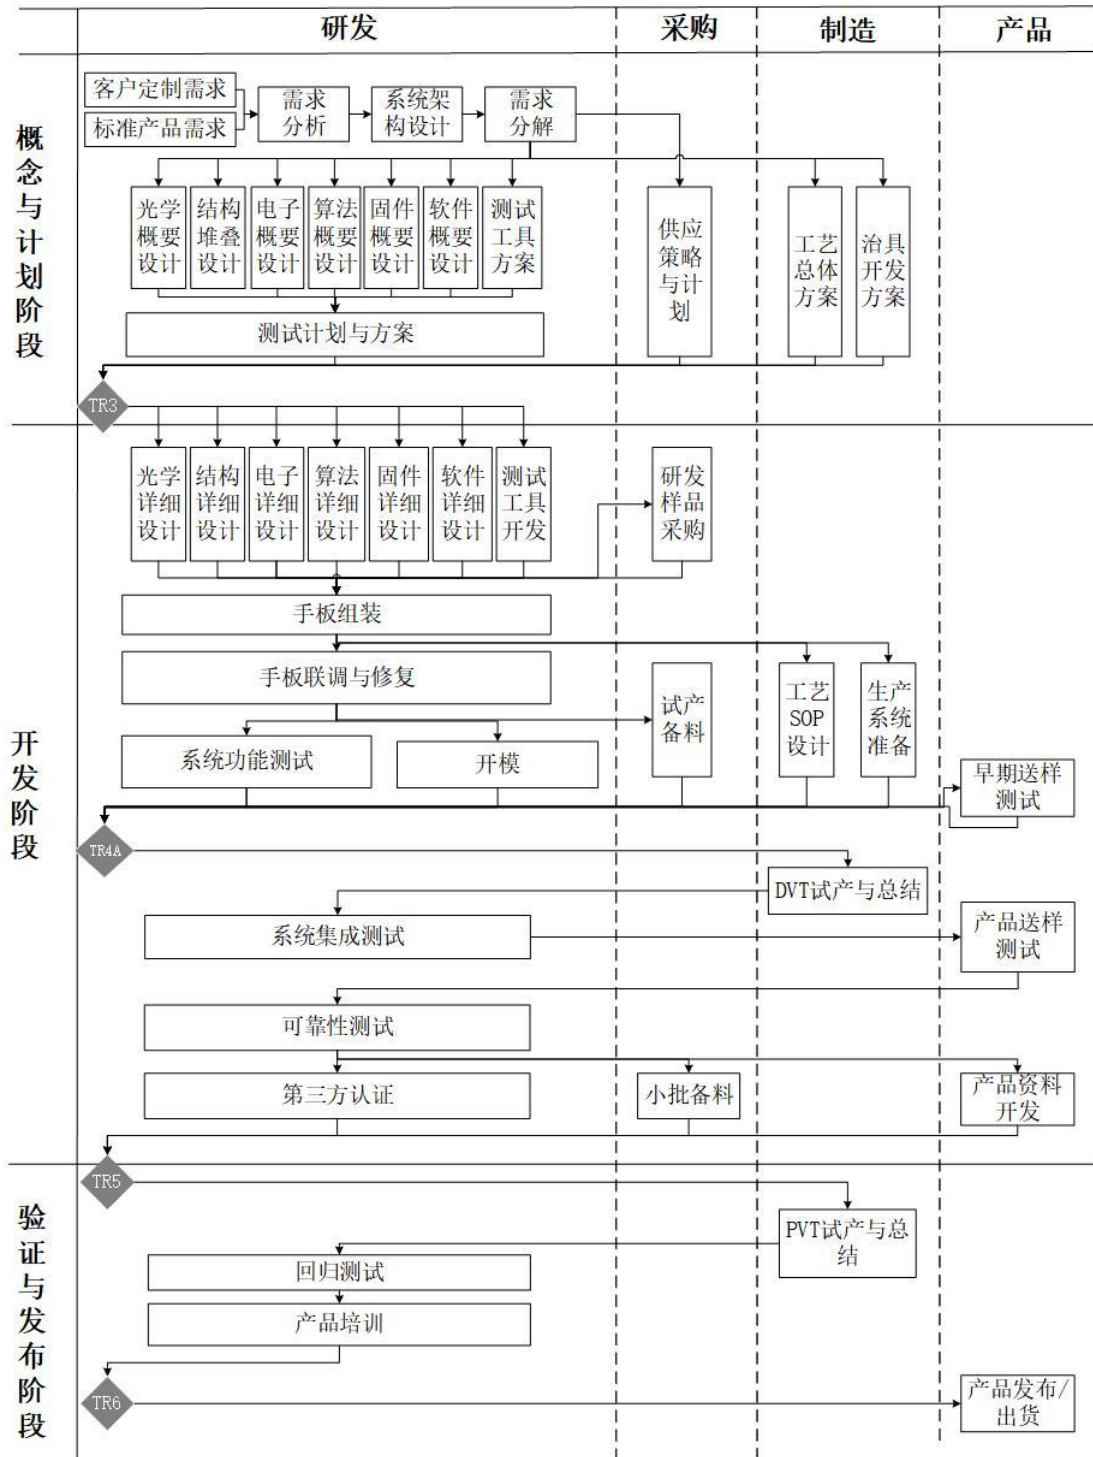 研发
采购
制造
产品
概念与计划阶段
客户定制需求
标准产品需求
需求
分析
系统架
构设计
需求
分解
光学
概要
设计
结构
堆叠
设计
电子
概要
设计
算法
概要
设计
固件
概要
设计
软件
概要
设计
测试
工具
方案
供应
策略
与计
划
工艺
总体
方案
治具
开发
方案
测试计划与方案
TR3
开发阶段
光学
详细
设计
结构
详细
设计
电子
详细
设计
算法
详细
设计
固件
详细
设计
软件
详细
设计
测试
工具
开发
研发
样品
采购
手板组装
手板联调与修复
试产
备料
工艺
SOP
设计
生产
系统
准备
系统功能测试
开模
早期送样
测试
TR4A
DVT试产与总结
系统集成测试
产品送样
测试
可靠性测试
第三方认证
小批备料
产品资料
开发
TR5
验证与发布阶段
PVT试产与总
结
回归测试
产品培训
TR6
产品发布/
出货